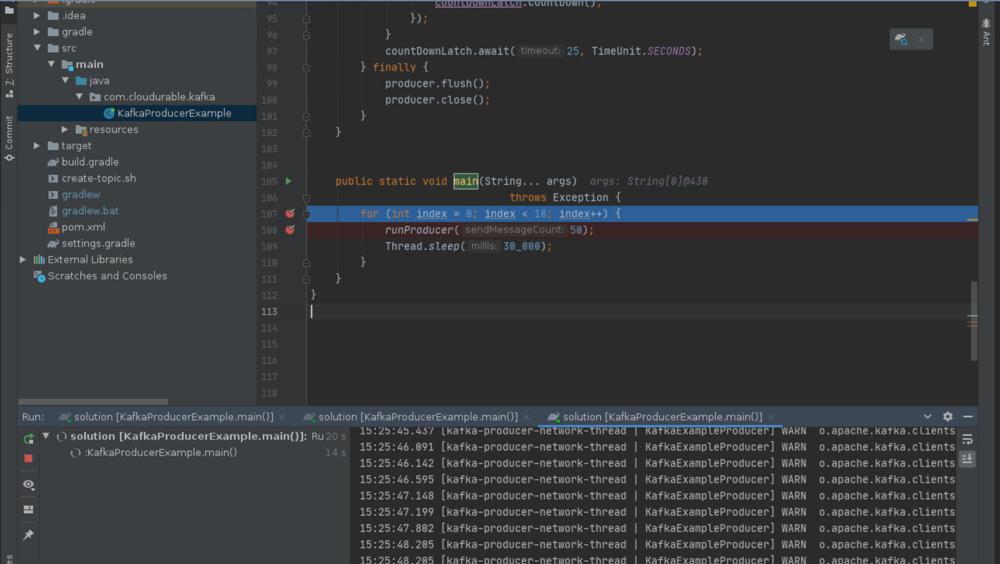 .idea
gradle
src
main
java
com.cloudurable.kafka
KafkaProducerExample
resources
target
build.gradle
create-topic.sh
gradlew
gradlew.bat
pom.xml
settings.gradle
External Libraries
Scratches and Consoles
7: Structure
Commit
94 countDownLatch.countDown();
95 });
96 }
97 countDownLatch.await( timeout: 25, TimeUnit.SECONDS);
98 } finally {
99 producer.flush();
100 producer.close();
101 }
102 }
103
104
105 public static void main(String... args) args: String[0]@430
106 throws Exception {
107 for (int index = 0; index < 10; index++) {
108 runProducer( sendMessageCount: 50);
109 Thread.sleep( millis: 30_000);
110 }
111 }
112 }
113
114
115
116
117
118
Ant
Run: solution [KafkaProducerExample.main()] solution [KafkaProducerExample.main()] solution [KafkaProducerExample.main()]
solution [KafkaProducerExample.main()]: Ru 20 s
:KafkaProducerExample.main() 14 s
15:25:45.437 [kafka-producer-network-thread | KafkaExampleProducer] WARN o.apache.kafka.clients
15:25:46.091 [kafka-producer-network-thread | KafkaExampleProducer] WARN o.apache.kafka.clients
15:25:46.142 [kafka-producer-network-thread | KafkaExampleProducer] WARN o.apache.kafka.clients
15:25:46.595 [kafka-producer-network-thread | KafkaExampleProducer] WARN o.apache.kafka.clients
15:25:47.148 [kafka-producer-network-thread | KafkaExampleProducer] WARN o.apache.kafka.clients
15:25:47.199 [kafka-producer-network-thread | KafkaExampleProducer] WARN o.apache.kafka.clients
15:25:47.802 [kafka-producer-network-thread | KafkaExampleProducer] WARN o.apache.kafka.clients
15:25:48.205 [kafka-producer-network-thread | KafkaExampleProducer] WARN o.apache.kafka.clients
15:25:48.205 [kafka-producer-network-thread | KafkaExampleProducer] WARN o.apache.kafka.clients